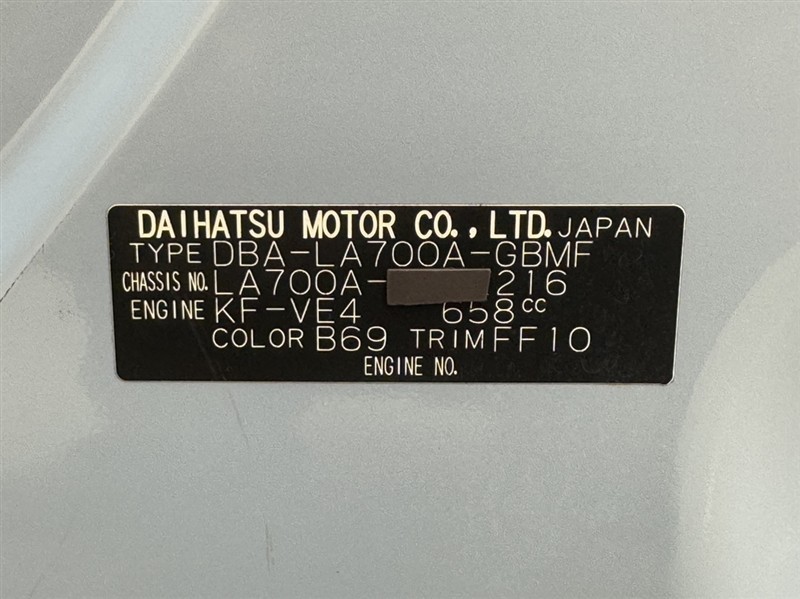 DAIHATSU MOTOR CO.,LTD. JAPAN
TYPE DBA-LA700A-GBMF
CHASSIS NO. LA700A- 216
ENGINE KF-VE4 658cc
COLOR B69 TRIM FF10
ENGINE NO.